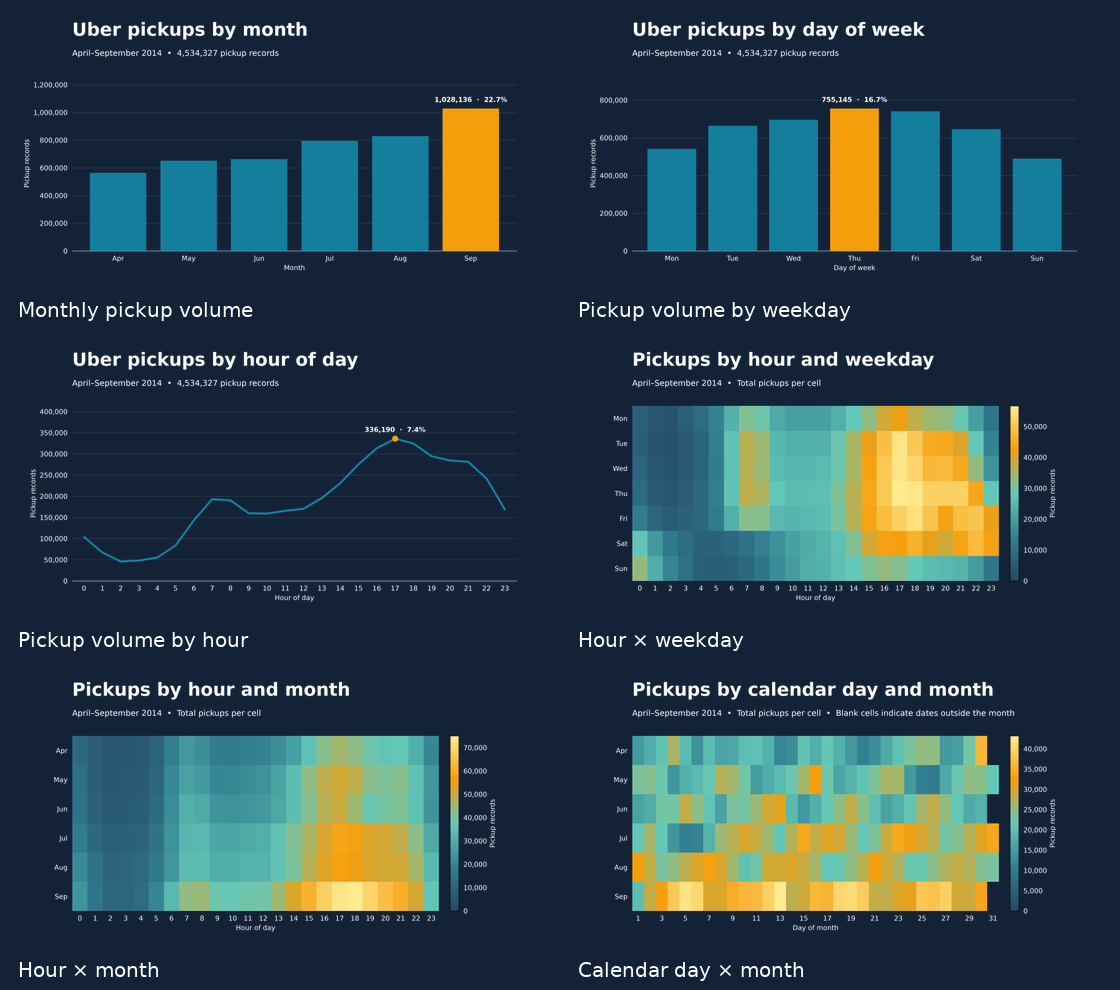 Uber pickups by month
April–September 2014 • 4,534,327 pickup records
1,200,000
1,000,000
800,000
600,000
400,000
200,000
0
Pickup records
1,028,136 · 22.7%
Apr May Jun Jul Aug Sep
Month
Monthly pickup volume
Uber pickups by day of week
April–September 2014 • 4,534,327 pickup records
800,000
600,000
400,000
200,000
0
Pickup records
755,145 · 16.7%
Mon Tue Wed Thu Fri Sat Sun
Day of week
Pickup volume by weekday
Uber pickups by hour of day
April–September 2014 • 4,534,327 pickup records
400,000
350,000
300,000
250,000
200,000
150,000
100,000
50,000
0
Pickup records
336,190 · 7.4%
0 1 2 3 4 5 6 7 8 9 10 11 12 13 14 15 16 17 18 19 20 21 22 23
Hour of day
Pickup volume by hour
Pickups by hour and weekday
April–September 2014 • Total pickups per cell
Mon
Tue
Wed
Thu
Fri
Sat
Sun
0 1 2 3 4 5 6 7 8 9 10 11 12 13 14 15 16 17 18 19 20 21 22 23
Hour of day
50,000
40,000
30,000
20,000
10,000
0
Pickup records
Hour × weekday
Pickups by hour and month
April–September 2014 • Total pickups per cell
Apr
May
Jun
Jul
Aug
Sep
0 1 2 3 4 5 6 7 8 9 10 11 12 13 14 15 16 17 18 19 20 21 22 23
Hour of day
70,000
60,000
50,000
40,000
30,000
20,000
10,000
0
Pickup records
Hour × month
Pickups by calendar day and month
April–September 2014 • Total pickups per cell • Blank cells indicate dates outside the month
Apr
May
Jun
Jul
Aug
Sep
1 3 5 7 9 11 13 15 17 19 21 23 25 27 29 31
Day of month
40,000
35,000
30,000
25,000
20,000
15,000
10,000
5,000
0
Pickup records
Calendar day × month